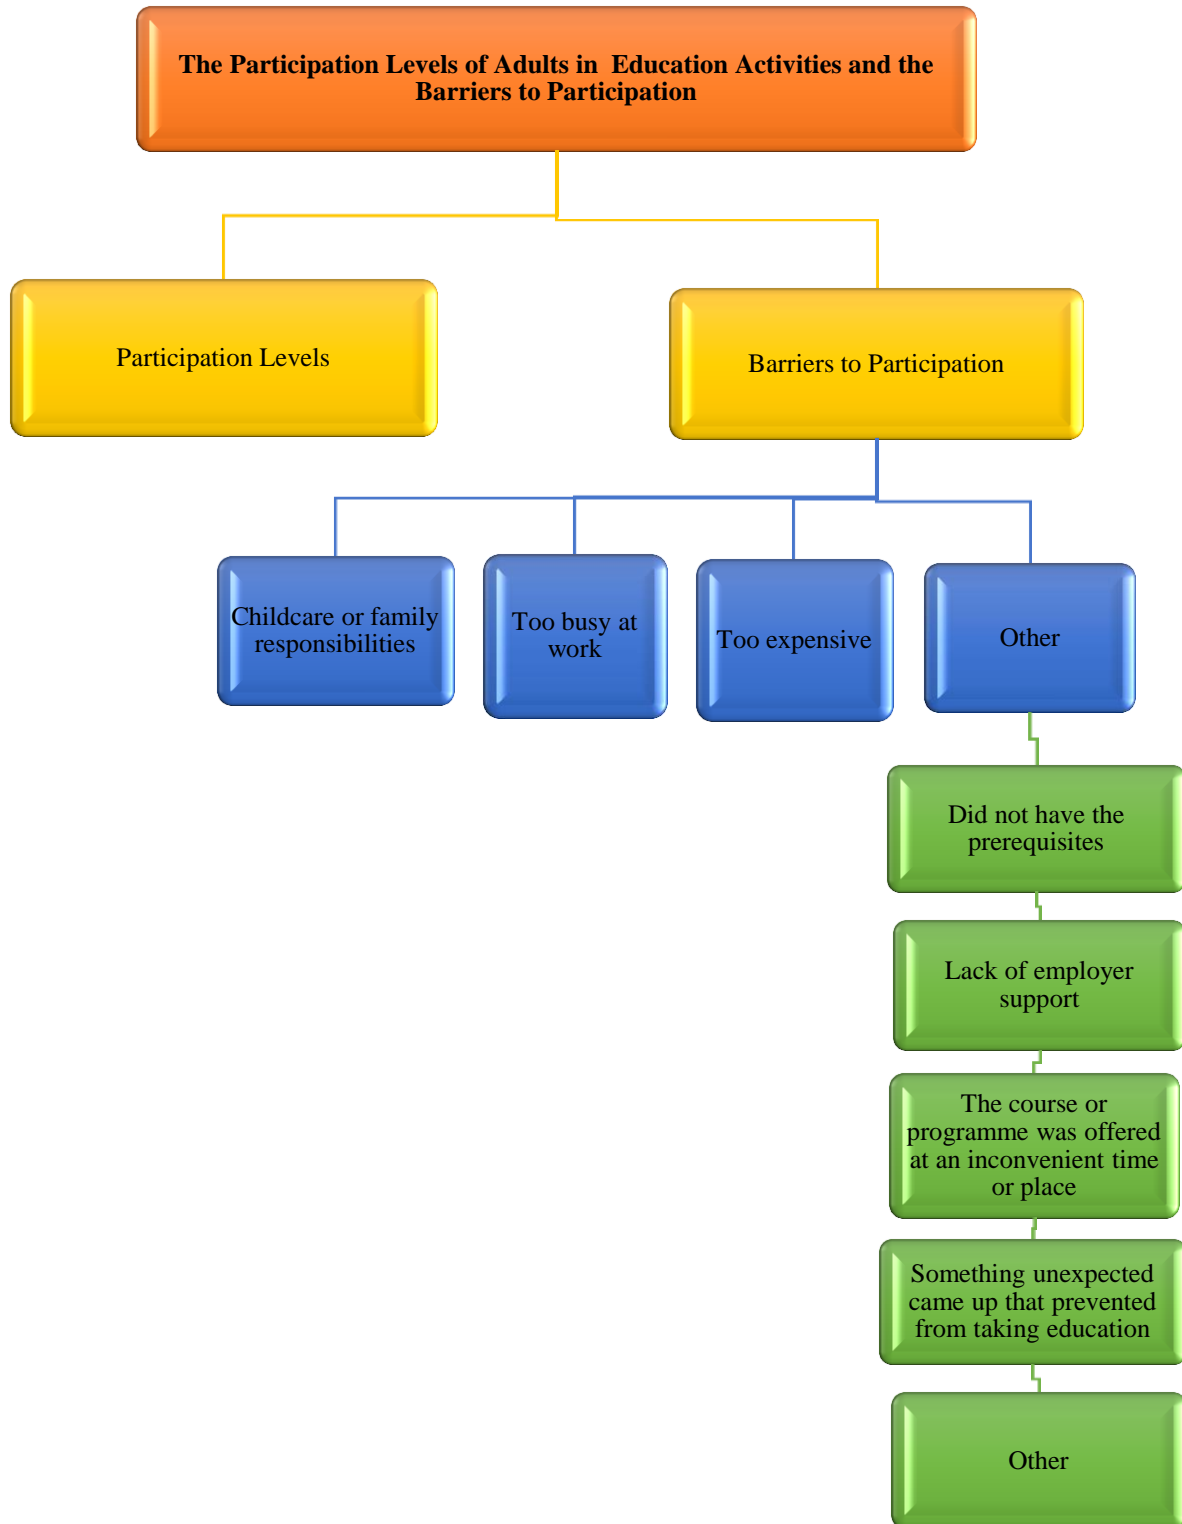 The Participation Levels of Adults in  Education Activities and the
Barriers to Participation
Participation Levels
Barriers to Participation
Childcare or family
responsibilities
Too busy at
work
Too expensive
Other
Did not have the
prerequisites
Lack of employer
support
The course or
programme was offered
at an inconvenient time
or place
Something unexpected
came up that prevented
from taking education
Other